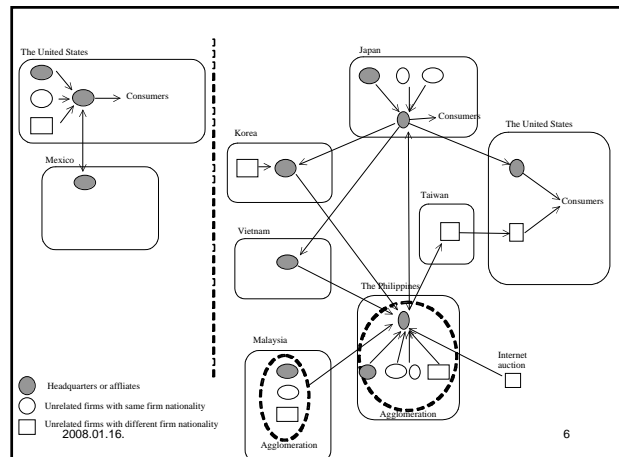 The United States
Consumers
Mexico
Japan
Consumers
Korea
The United States
Consumers
Taiwan
Vietnam
The Philippines
Malaysia
Internet
auction
Agglomeration
Agglomeration
Headquarters or affliates
Unrelated firms with same firm nationality
Unrelated firms with different firm nationality
2008.01.16.
6